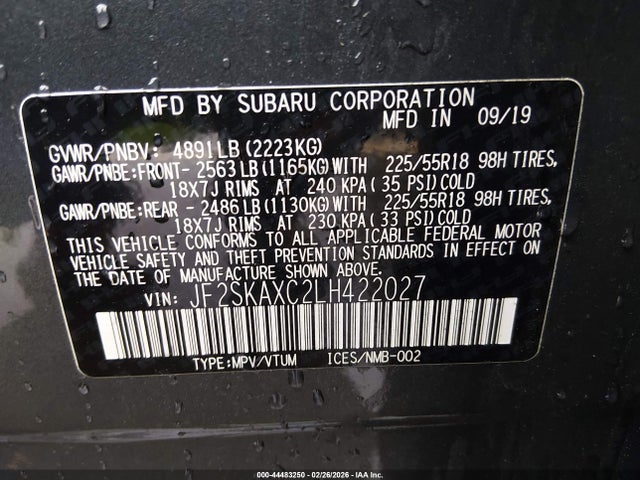 MFD BY SUBARU CORPORATION
MFD IN 09/19
GVWR/PNBV: 4891LB(2223KG)
GAWR/PNBE:FRONT- 2563LB(1165KG)WITH 225/55R18 98H TIRES,
18X7J RIMS AT 240 KPA( 35 PSI)COLD
GAWR/PNBE:REAR - 2486LB(1130KG)WITH 225/55R18 98H TIRES,
18X7J RIMS AT 230 KPA( 33 PSI)COLD
THIS VEHICLE CONFORMS TO ALL APPLICABLE FEDERAL MOTOR
VEHICLE SAFETY AND THEFT PREVENTION STANDARDS IN EFFECT ON
THE DATE OF MANUFACTURE SHOWN ABOVE.
VIN: JF2SKAXC2LH422027
TYPE:MPV/VTUM ICES/NMB-002
000-44483250 - 02/26/2026 - IAA Inc.